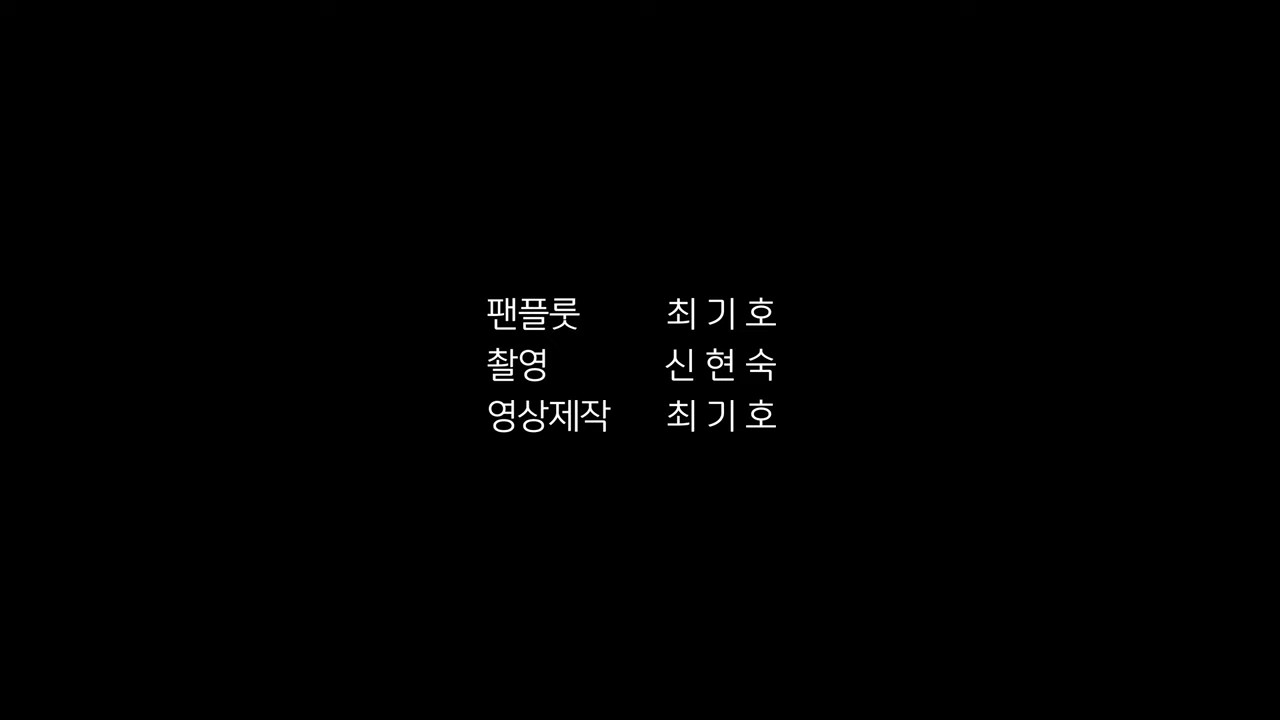 팬플룻 최 기 호
촬영 신 현 숙
영상제작 최 기 호